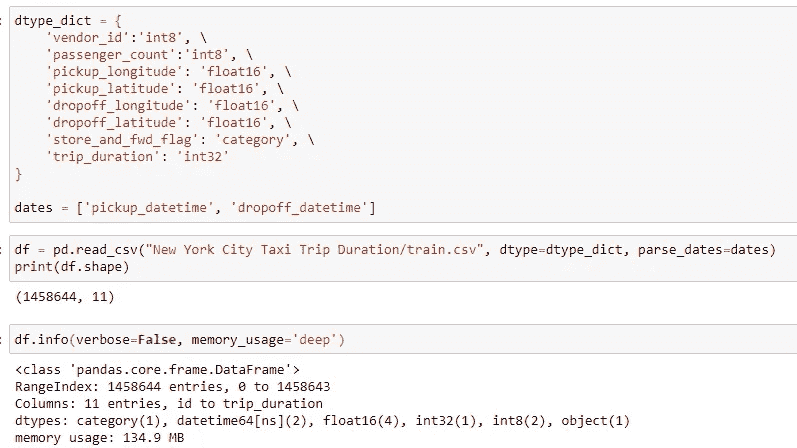 dtype_dict = {
'vendor_id':'int8', \
'passenger_count':'int8', \
'pickup_longitude': 'float16', \
'pickup_latitude': 'float16', \
'dropoff_longitude': 'float16', \
'dropoff_latitude': 'float16', \
'store_and_fwd_flag': 'category', \
'trip_duration': 'int32'
}
dates = ['pickup_datetime', 'dropoff_datetime']
df = pd.read_csv("New York City Taxi Trip Duration/train.csv", dtype=dtype_dict, parse_dates=dates)
print(df.shape)
(1458644, 11)
df.info(verbose=False, memory_usage='deep')
<class 'pandas.core.frame.DataFrame'>
RangeIndex: 1458644 entries, 0 to 1458643
Columns: 11 entries, id to trip_duration
dtypes: category(1), datetime64[ns](2), float16(4), int32(1), int8(2), object(1)
memory usage: 134.9 MB